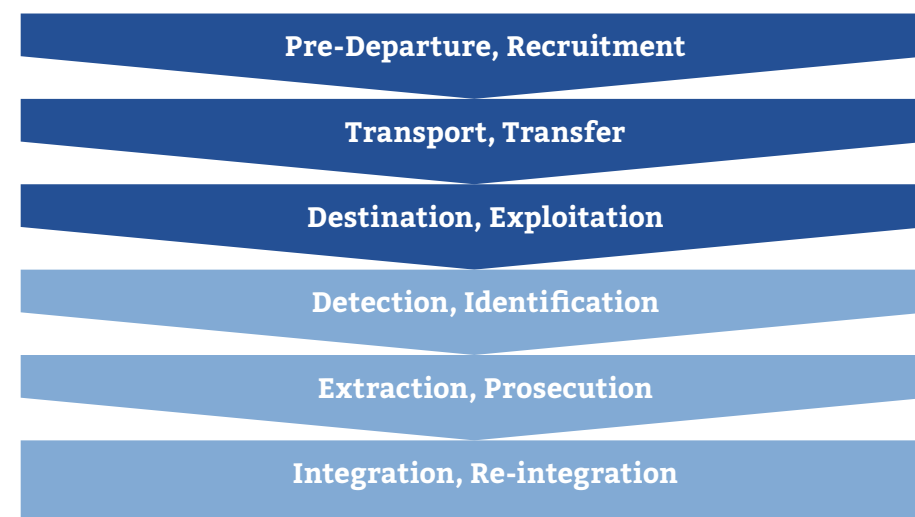 Pre-Departure, Recruitment
Transport, Transfer
Destination, Exploitation
Detection, Identification
Extraction, Prosecution
Integration, Re-integration